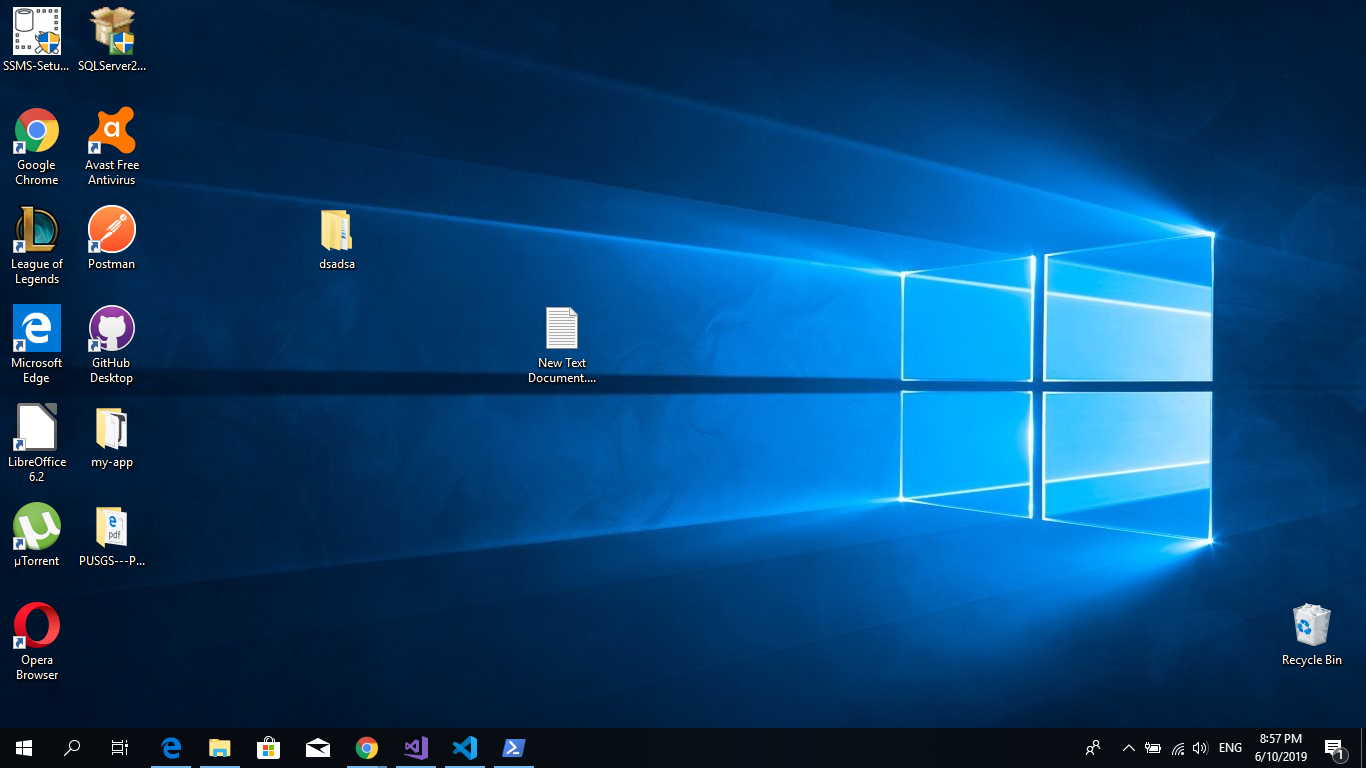 SSMS-Setu...
SQLServer2...
Google
Chrome
Avast Free
Antivirus
League of
Legends
Postman
dsadsa
Microsoft
Edge
GitHub
Desktop
New Text
Document....
LibreOffice
6.2
my-app
pdf
µTorrent
PUSGS---P...
Opera
Browser
Recycle Bin
ENG
8:57 PM
6/10/2019
1